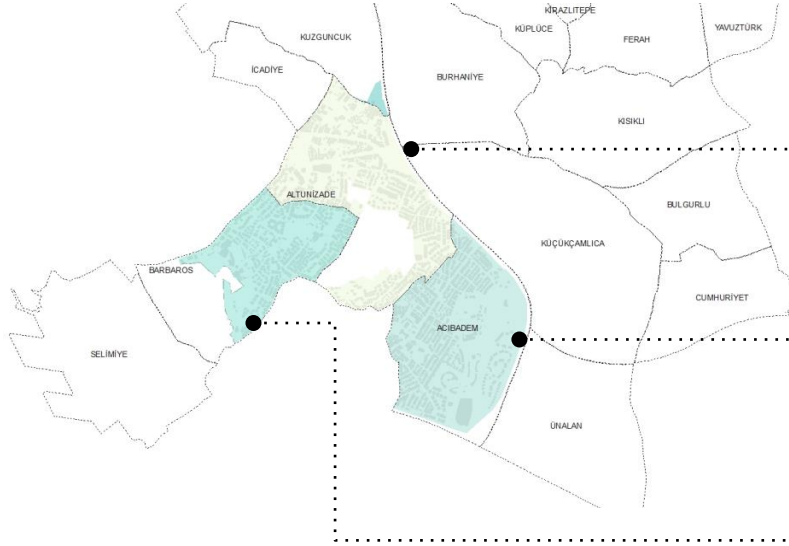 KİRAZLITEPE
KÜPLÜCE
YAVUZTÜRK
KUZGUNCUK
FERAH
İCADİYE
BURHANİYE
KISIKLI
ALTUNİZADE
BULGURLU
KÜÇÜKÇAMLICA
BARBAROS
CUMHURİYET
ACIBADEM
SELİMİYE
ÜNALAN